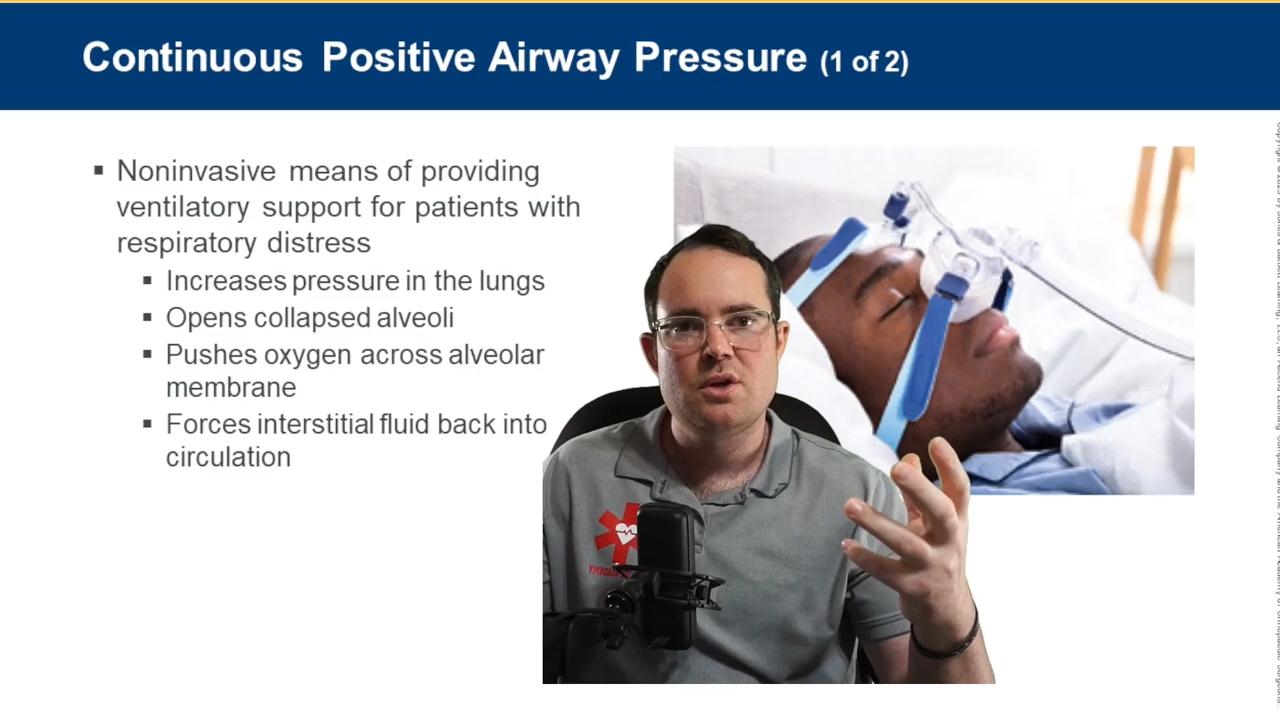 Continuous Positive Airway Pressure (1 of 2)
▪ Noninvasive means of providing
ventilatory support for patients with
respiratory distress
▪ Increases pressure in the lungs
▪ Opens collapsed alveoli
▪ Pushes oxygen across alveolar
membrane
▪ Forces interstitial fluid back into
circulation